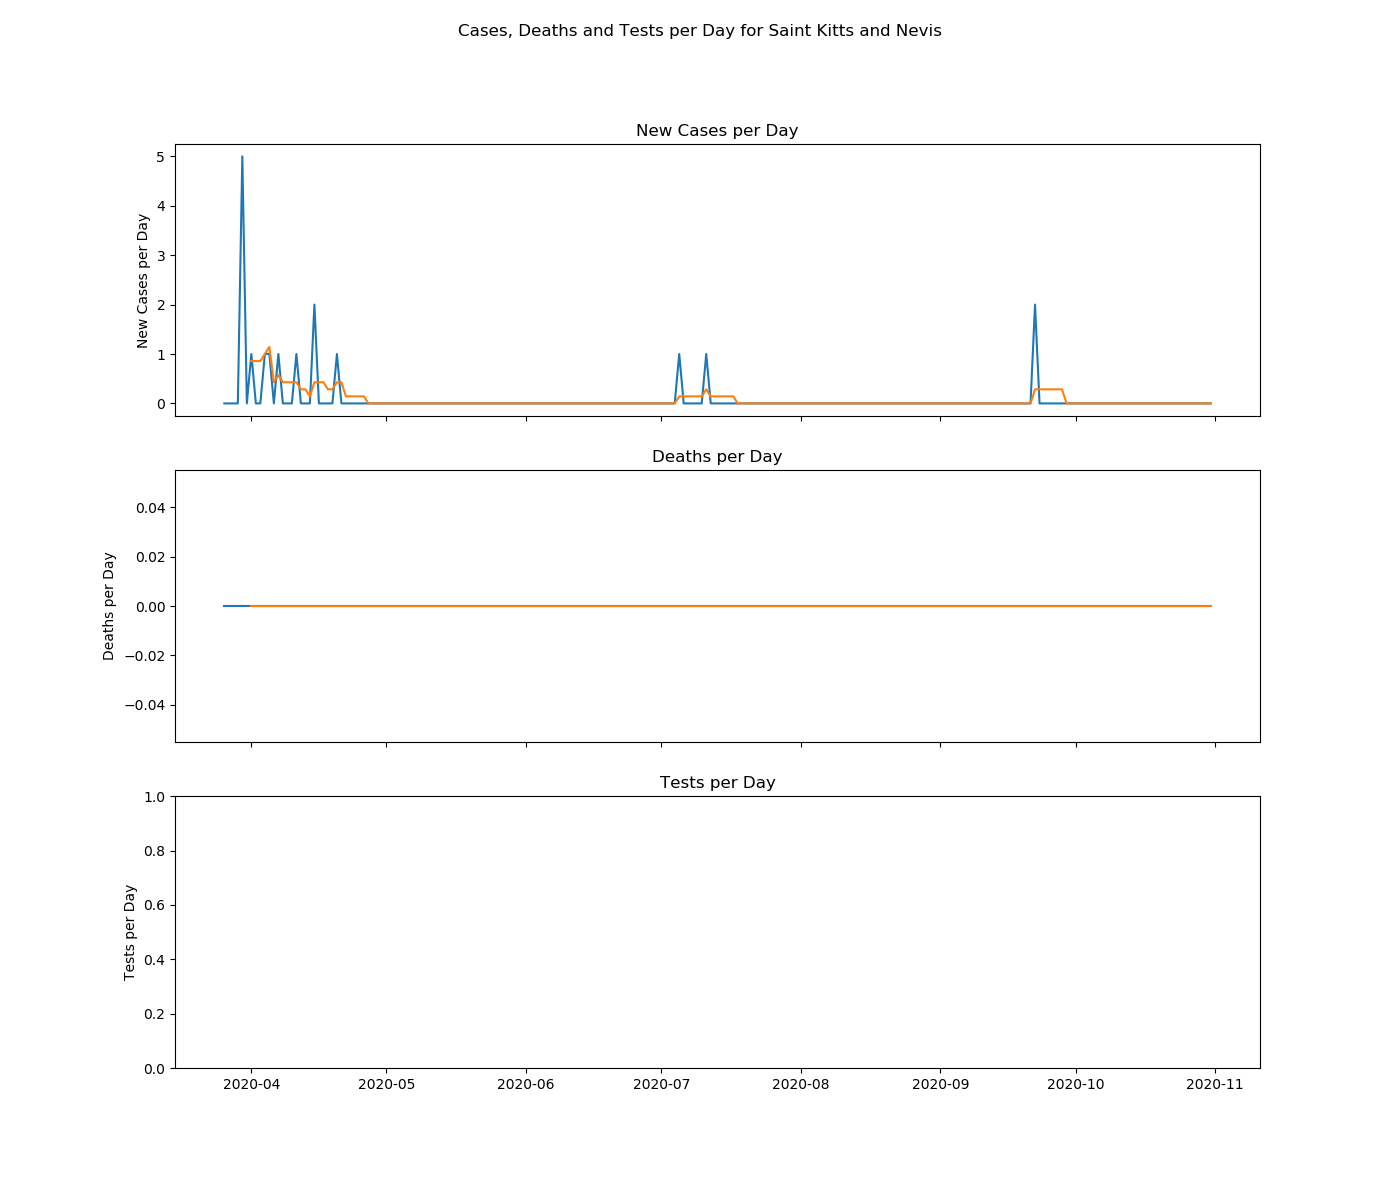 Cases, Deaths and Tests per Day for Saint Kitts and Nevis
New Cases per Day
New Cases per Day
5
4
3
2
1
0
Deaths per Day
Deaths per Day
0.04
0.02
0.00
−0.02
−0.04
Tests per Day
Tests per Day
1.0
0.8
0.6
0.4
0.2
0.0
2020-04 2020-05 2020-06 2020-07 2020-08 2020-09 2020-10 2020-11